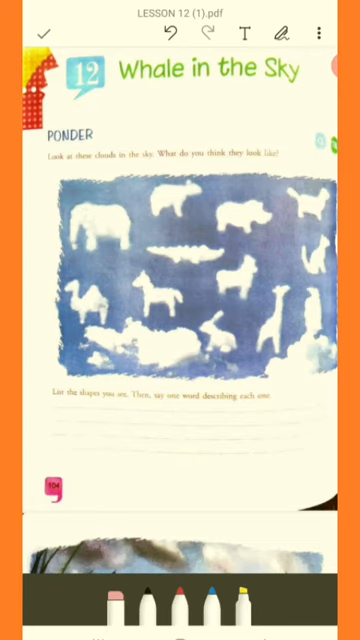 LESSON 12 (1).pdf
T
12 Whale in the Sky
PONDER
Look at these clouds in the sky. What do you think they look like?
List the shapes you see. Then, say one word describing each one.
104